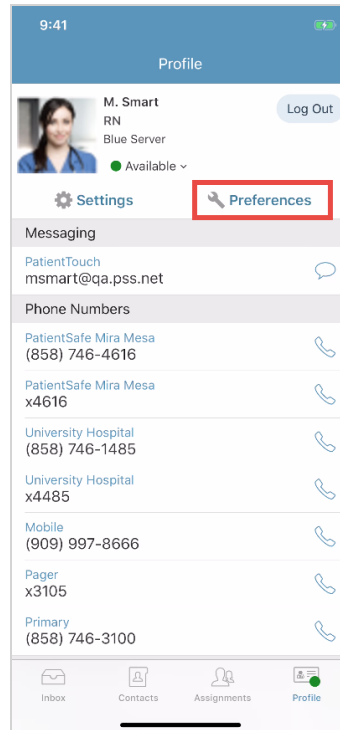 9:41
Profile
M. Smart
RN
Blue Server
Log Out
Available
Settings
Preferences
Messaging
PatientTouch
msmart@qa.pss.net
Phone Numbers
PatientSafe Mira Mesa
(858) 746-4616
PatientSafe Mira Mesa
x4616
University Hospital
(858) 746-1485
University Hospital
x4485
Mobile
(909) 997-8666
Pager
x3105
Primary
(858) 746-3100
Inbox
Contacts
Assignments
Profile